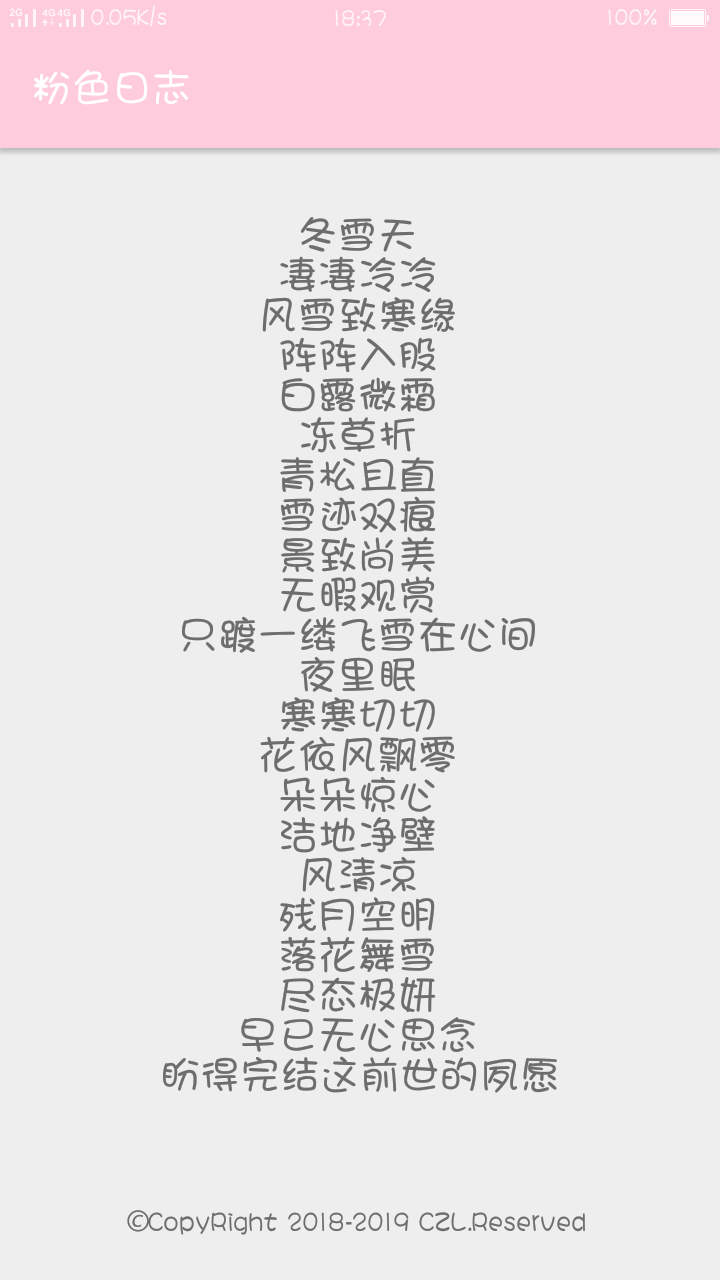 2G 4G4G 0.05K/s 18:37 100%
粉色日志
冬雪天
凄凄冷冷
风雪致寒缘
阵阵入股
白露微霜
冻草折
青松且直
雪迹双痕
景致尚美
无暇观赏
只踱一缕飞雪在心间
夜里眠
寒寒切切
花依风飘零
朵朵惊心
洁地净壁
风清凉
残月空明
落花舞雪
尽态极妍
早已无心思念
盼得完结这前世的夙愿
©CopyRight 2018-2019 CZL.Reserved